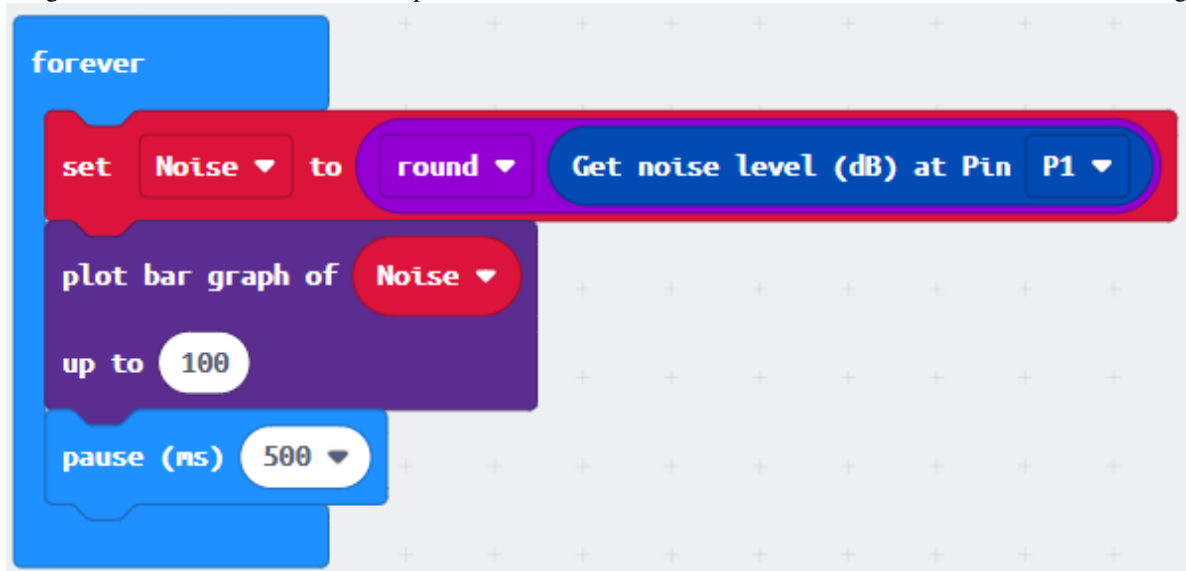 forever
set Noise to round Get noise level (dB) at Pin P1
plot bar graph of Noise
up to 100
pause (ms) 500